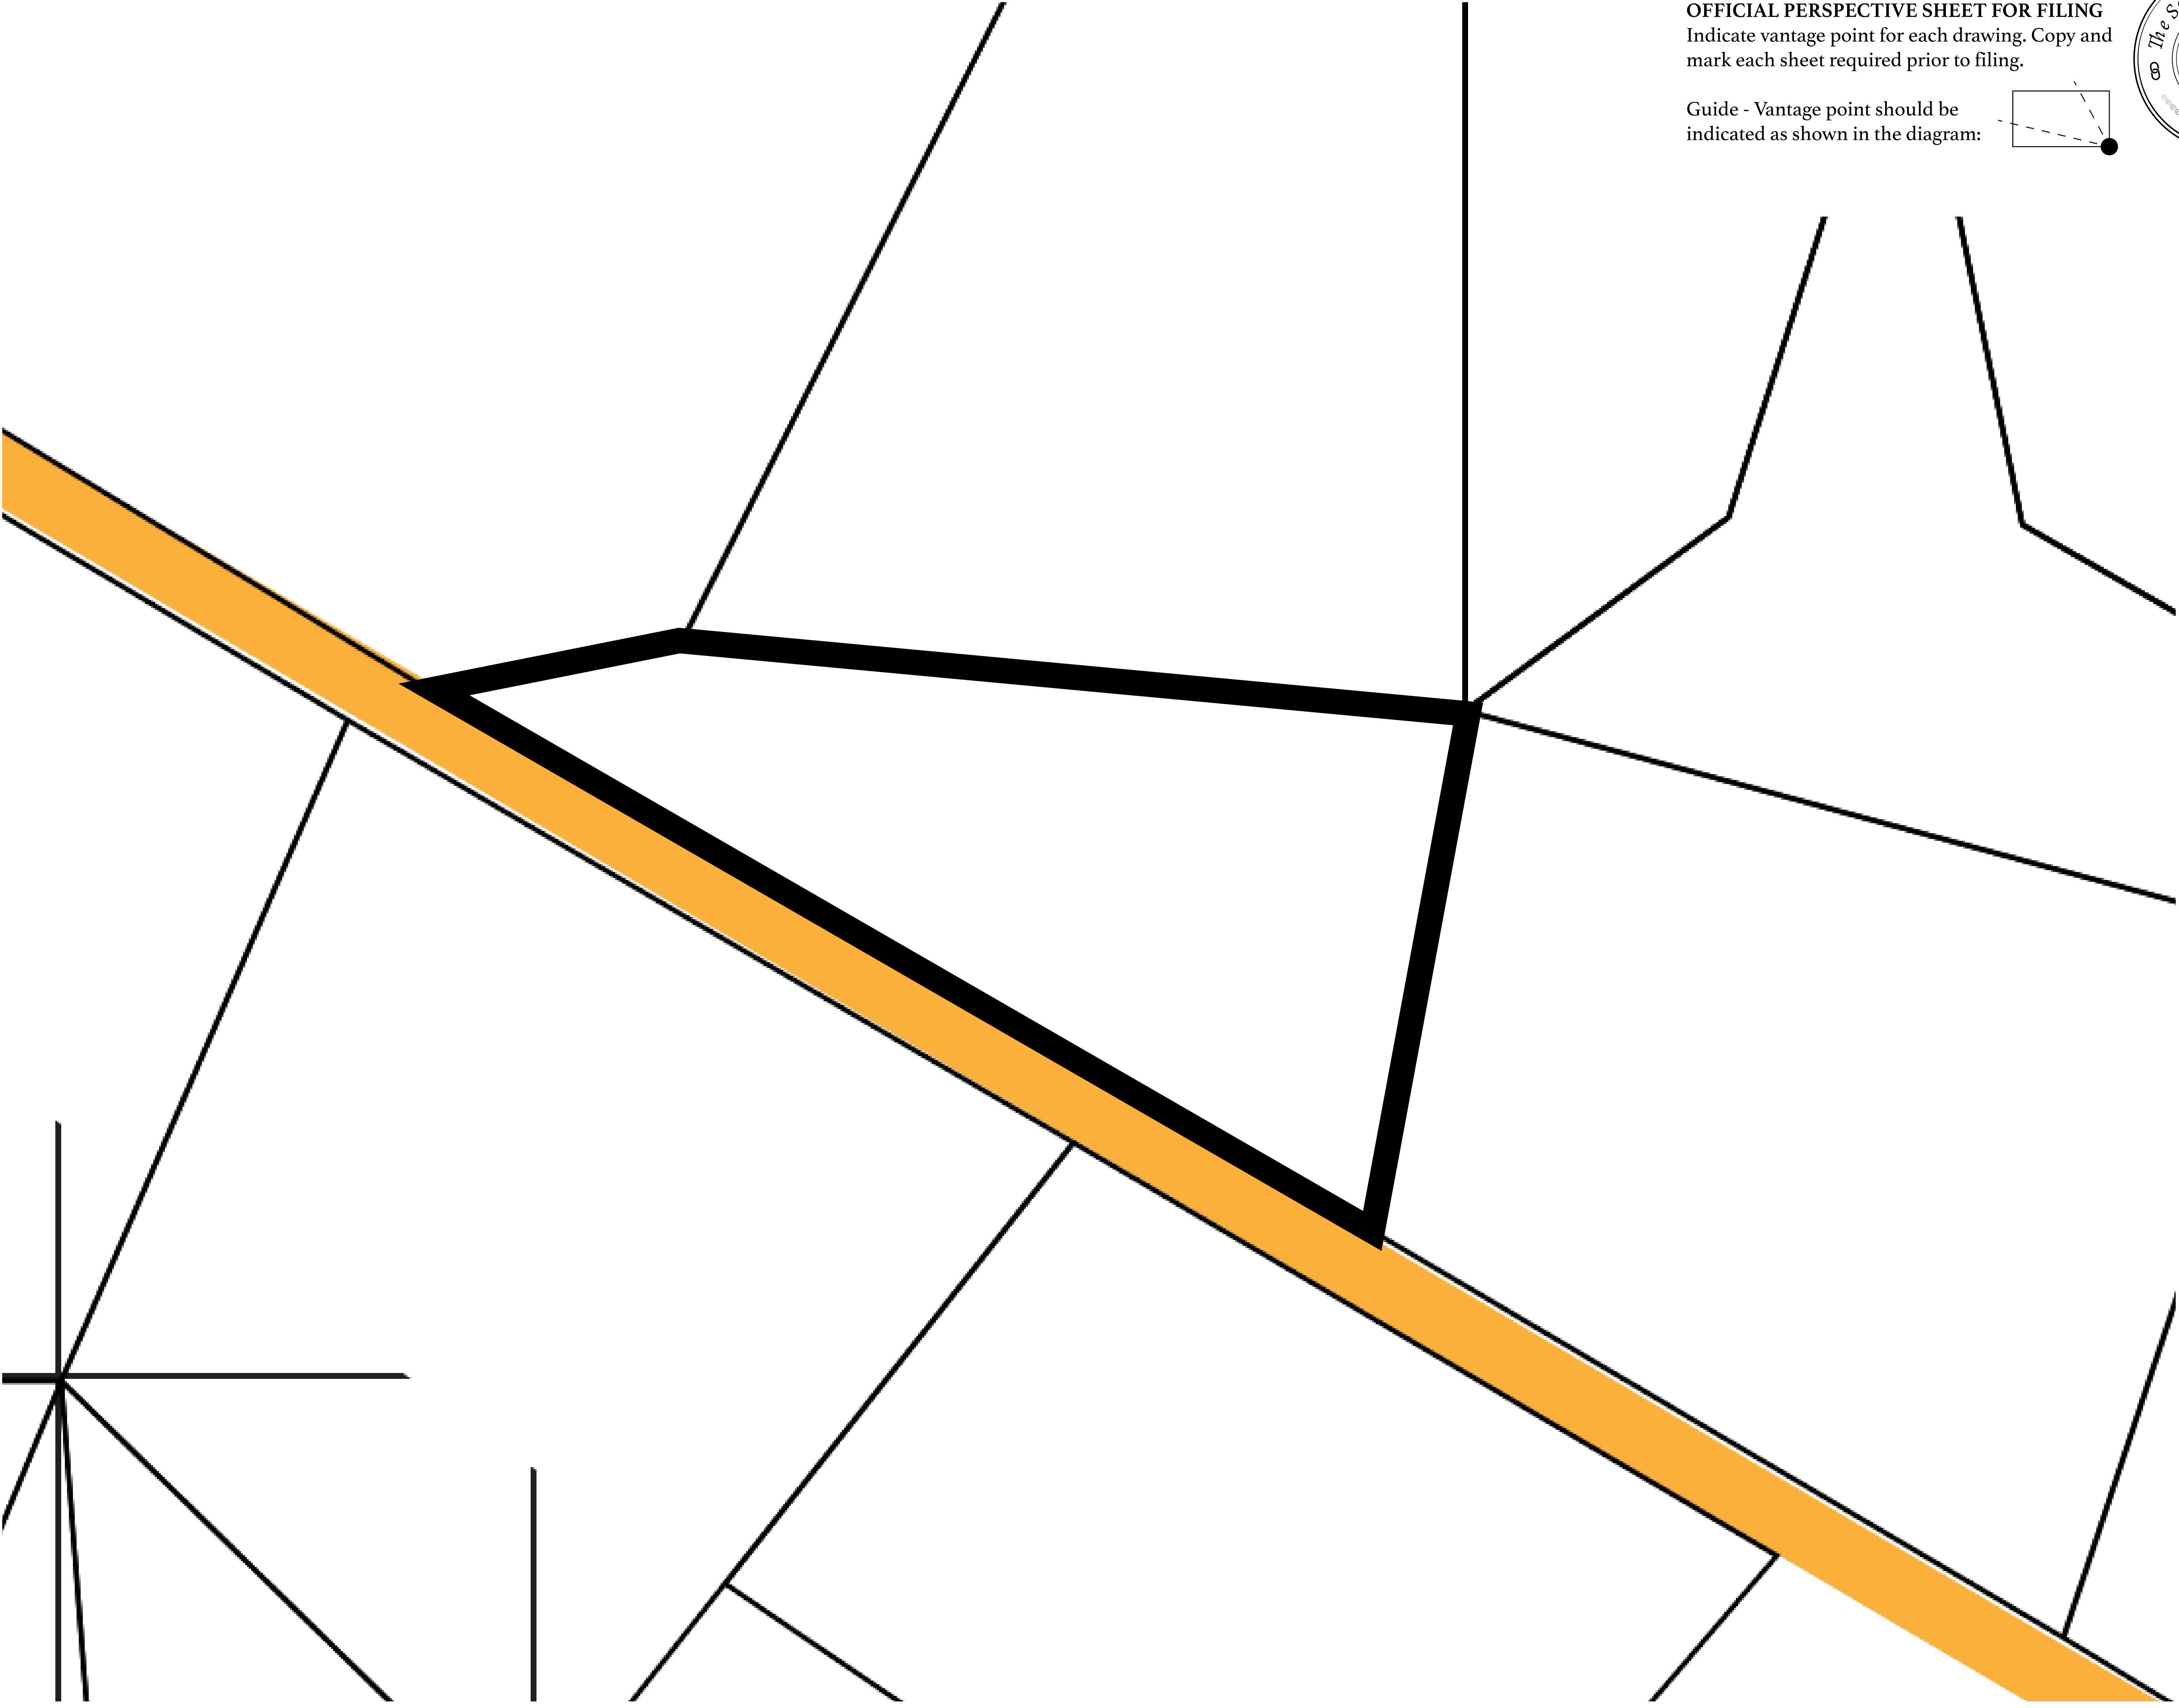 OFFICIAL PERSPECTIVE SHEET FOR FILING
Indicate vantage point for each drawing. Copy and
mark each sheet required prior to filing.
Guide - Vantage point should be
indicated as shown in the diagram:
The